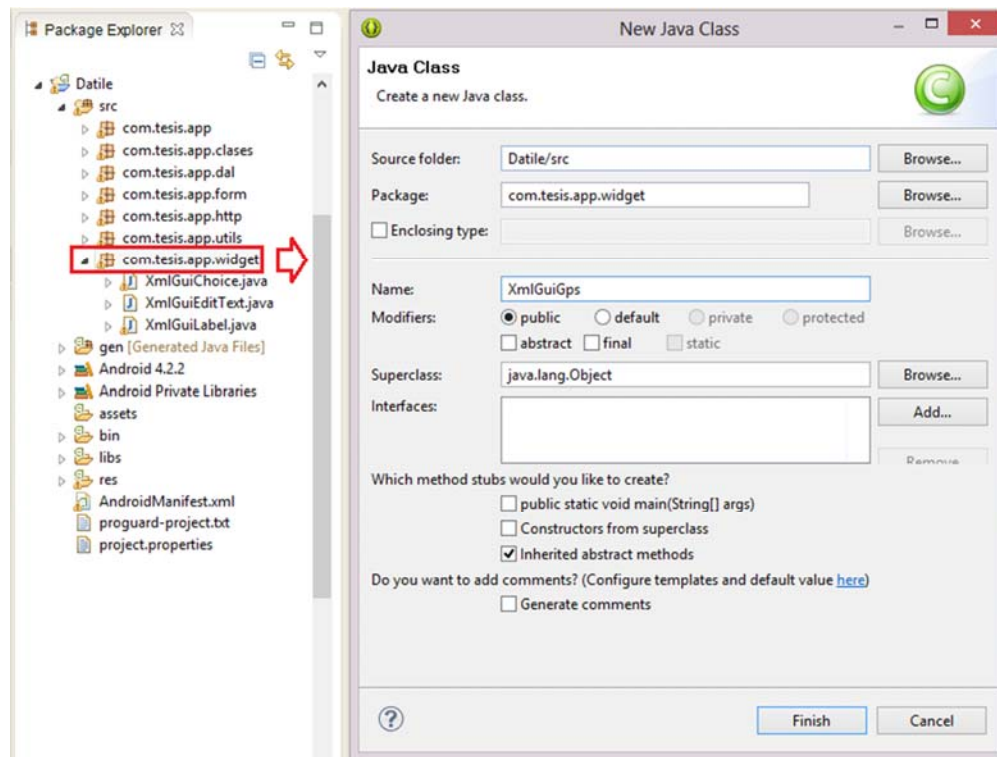 Package Explorer
Datile
src
com.tesis.app
com.tesis.app.clases
com.tesis.app.dal
com.tesis.app.form
com.tesis.app.http
com.tesis.app.utils
com.tesis.app.widget
XmlGuiChoice.java
XmlGuiEditText.java
XmlGuiLabel.java
gen [Generated Java Files]
Android 4.2.2
Android Private Libraries
assets
bin
libs
res
AndroidManifest.xml
proguard-project.txt
project.properties
New Java Class
Java Class
Create a new Java class.
Source folder: Datile/src Browse...
Package: com.tesis.app.widget Browse...
Enclosing type: Browse...
Name: XmlGuiGps
Modifiers: public default private protected
abstract final static
Superclass: java.lang.Object Browse...
Interfaces: Add...
Remove
Which method stubs would you like to create?
public static void main(String[] args)
Constructors from superclass
Inherited abstract methods
Do you want to add comments? (Configure templates and default value here)
Generate comments
Finish Cancel